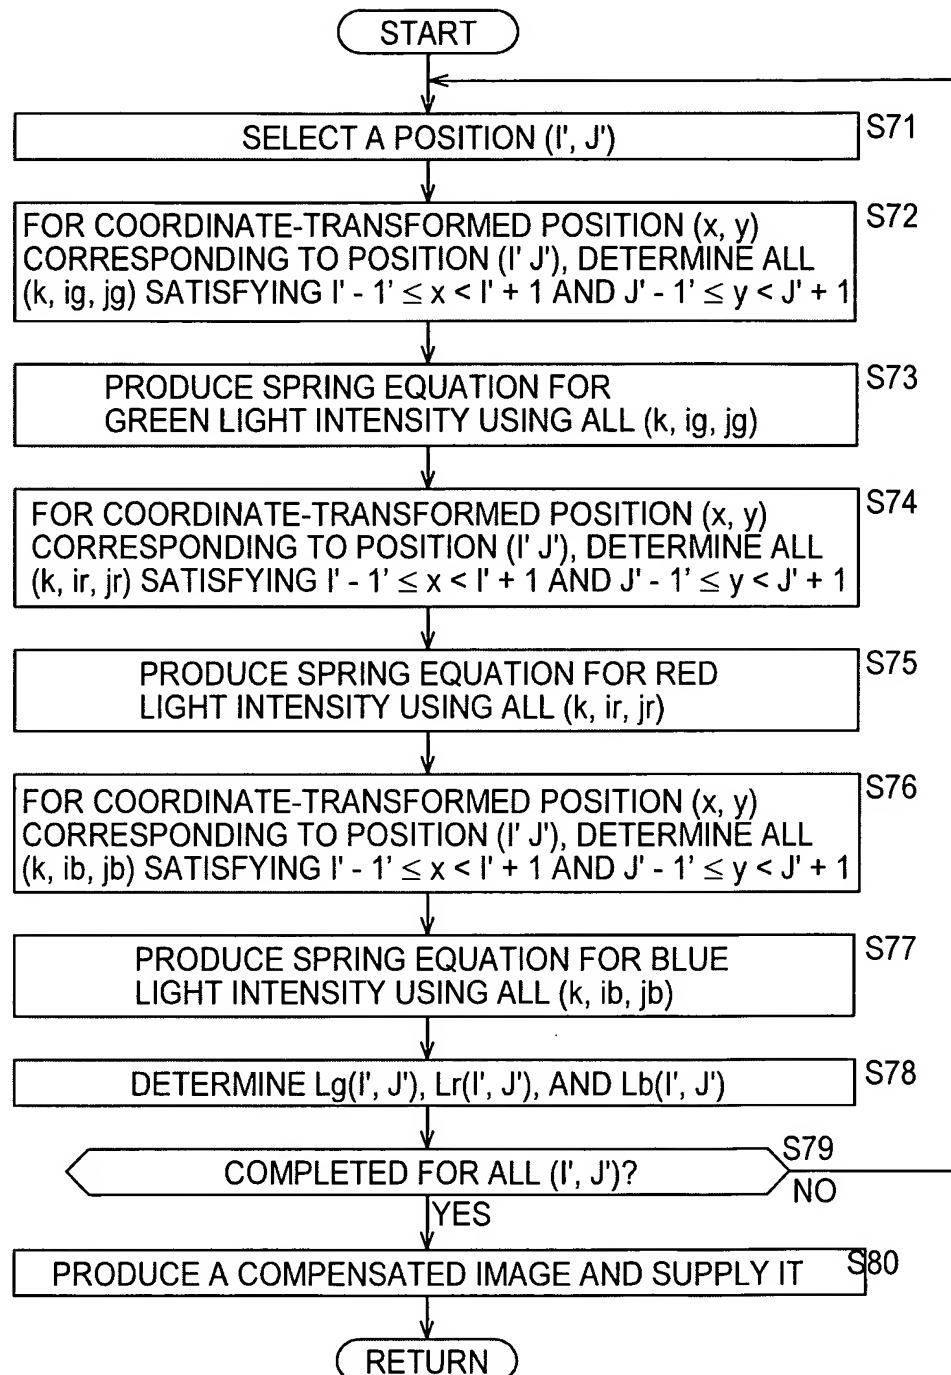 START
SELECT A POSITION (I', J')
S71
S72
FOR COORDINATE-TRANSFORMED POSITION (x, y)
CORRESPONDING TO POSITION (I' J'), DETERMINE ALL
(k, ig, jg) SATISFYING I' - 1' ≤ x < I' + 1 AND J' - 1' ≤ y < J' + 1
S73
PRODUCE SPRING EQUATION FOR
GREEN LIGHT INTENSITY USING ALL (k, ig, jg)
S74
FOR COORDINATE-TRANSFORMED POSITION (x, y)
CORRESPONDING TO POSITION (I' J'), DETERMINE ALL
(k, ir, jr) SATISFYING I' - 1' ≤ x < I' + 1 AND J' - 1' ≤ y < J' + 1
S75
PRODUCE SPRING EQUATION FOR RED
LIGHT INTENSITY USING ALL (k, ir, jr)
S76
FOR COORDINATE-TRANSFORMED POSITION (x, y)
CORRESPONDING TO POSITION (I' J'), DETERMINE ALL
(k, ib, jb) SATISFYING I' - 1' ≤ x < I' + 1 AND J' - 1' ≤ y < J' + 1
S77
PRODUCE SPRING EQUATION FOR BLUE
LIGHT INTENSITY USING ALL (k, ib, jb)
S78
DETERMINE Lg(I', J'), Lr(I', J'), AND Lb(I', J')
S79
COMPLETED FOR ALL (I', J')?
NO
YES
PRODUCE A COMPENSATED IMAGE AND SUPPLY IT
S80
RETURN